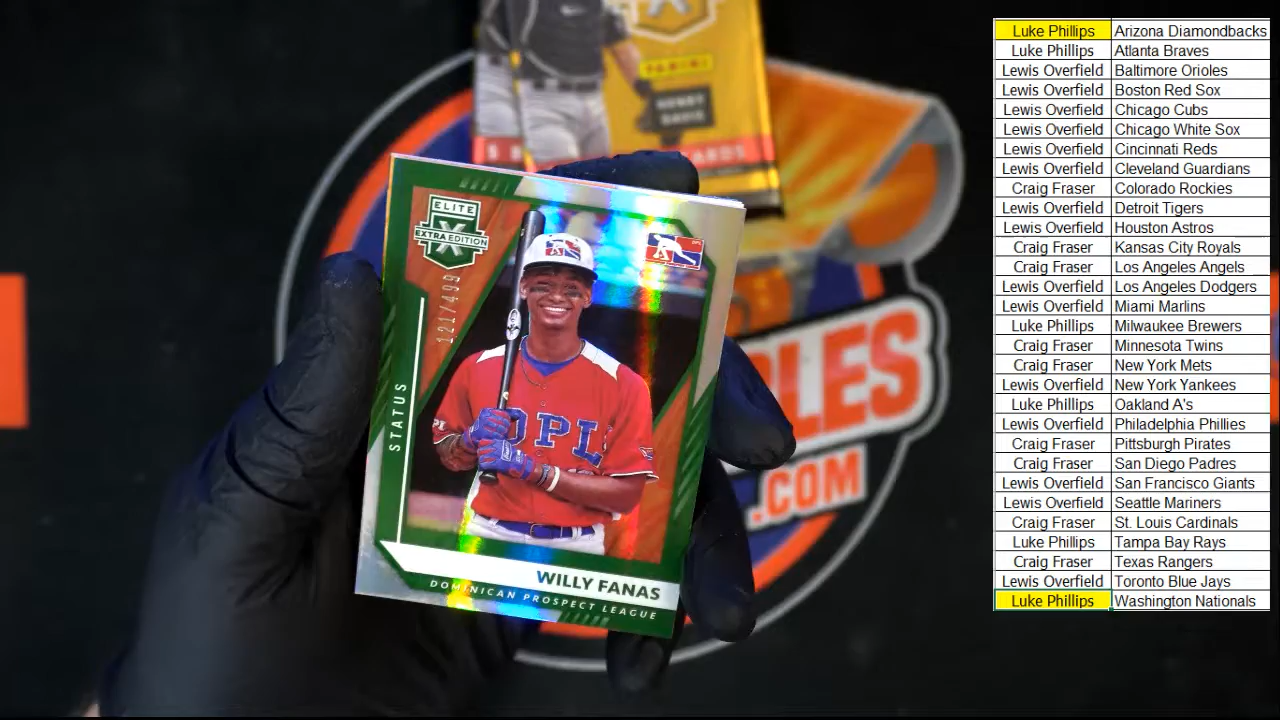 ELITE
X
EXTRA EDITION
121/499
STATUS
DPL
WILLY FANAS
DOMINICAN PROSPECT LEAGUE
PANINI
HENRY
DAVIS
5
ARDS
LES
.COM
Luke Phillips Arizona Diamondbacks
Luke Phillips Atlanta Braves
Lewis Overfield Baltimore Orioles
Lewis Overfield Boston Red Sox
Lewis Overfield Chicago Cubs
Lewis Overfield Chicago White Sox
Lewis Overfield Cincinnati Reds
Lewis Overfield Cleveland Guardians
Craig Fraser Colorado Rockies
Lewis Overfield Detroit Tigers
Lewis Overfield Houston Astros
Craig Fraser Kansas City Royals
Craig Fraser Los Angeles Angels
Lewis Overfield Los Angeles Dodgers
Lewis Overfield Miami Marlins
Luke Phillips Milwaukee Brewers
Craig Fraser Minnesota Twins
Craig Fraser New York Mets
Lewis Overfield New York Yankees
Luke Phillips Oakland A's
Lewis Overfield Philadelphia Phillies
Craig Fraser Pittsburgh Pirates
Craig Fraser San Diego Padres
Lewis Overfield San Francisco Giants
Lewis Overfield Seattle Mariners
Craig Fraser St. Louis Cardinals
Luke Phillips Tampa Bay Rays
Craig Fraser Texas Rangers
Lewis Overfield Toronto Blue Jays
Luke Phillips Washington Nationals